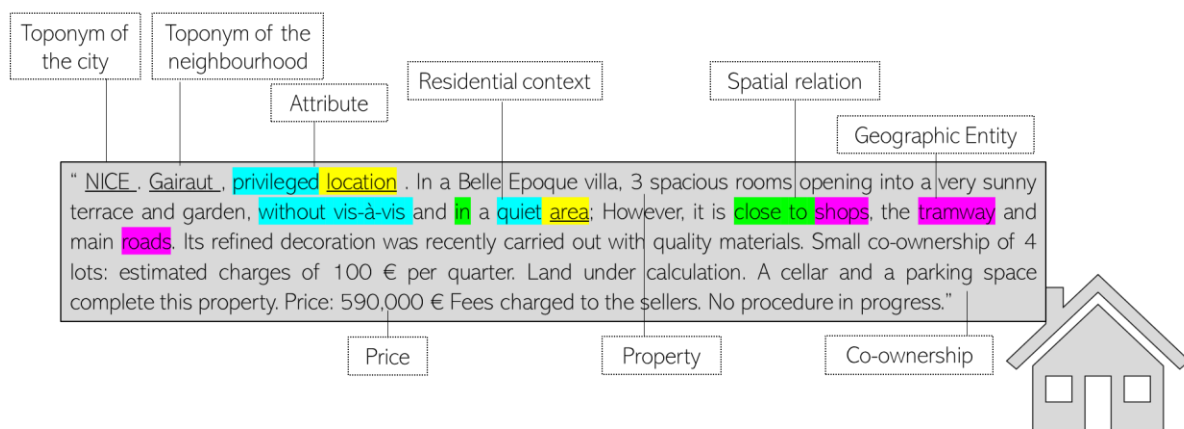 Toponym of
the city
Toponym of the
neighbourhood
Attribute
Residential context
Spatial relation
Geographic Entity
“ NICE . Gairaut , privileged location . In a Belle Epoque villa, 3 spacious rooms opening into a very sunny
terrace and garden, without vis-à-vis and in a quiet area; However, it is close to shops, the tramway and
main roads. Its refined decoration was recently carried out with quality materials. Small co-ownership of 4
lots: estimated charges of 100 € per quarter. Land under calculation. A cellar and a parking space
complete this property. Price: 590,000 € Fees charged to the sellers. No procedure in progress.”
Price
Property
Co-ownership